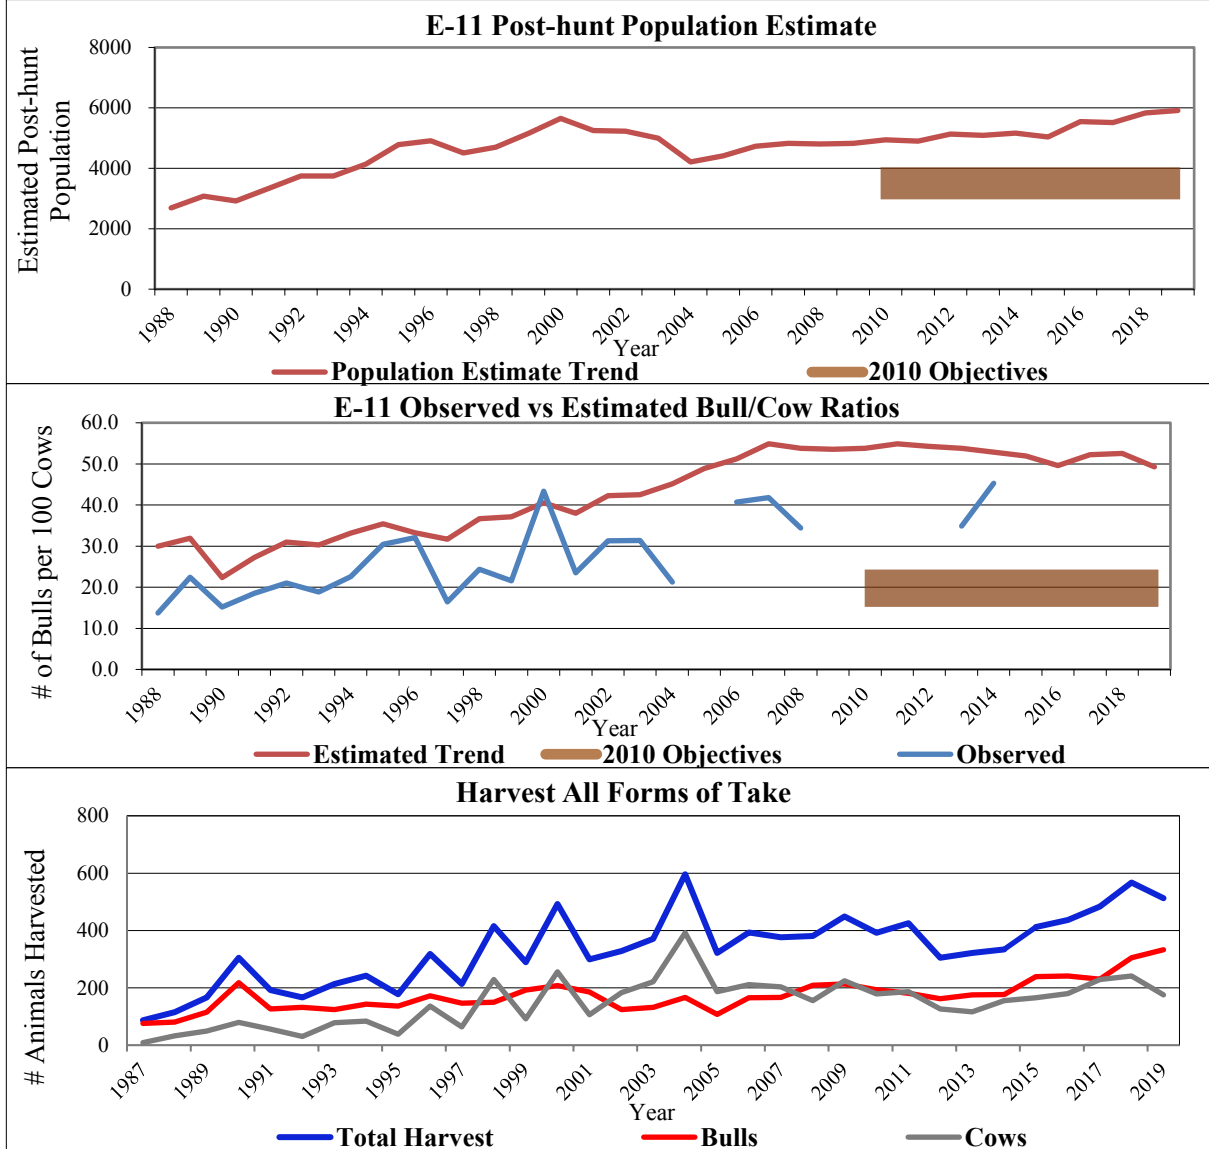 E-11 Post-hunt Population Estimate
Estimated Post-hunt
Population
8000
6000
4000
2000
0
1988 1990 1992 1994 1996 1998 2000 2002 2004 2006 2008 2010 2012 2014 2016 2018
Year
Population Estimate Trend 2010 Objectives
E-11 Observed vs Estimated Bull/Cow Ratios
# of Bulls per 100 Cows
60.0
50.0
40.0
30.0
20.0
10.0
0.0
1988 1990 1992 1994 1996 1998 2000 2002 2004 2006 2008 2010 2012 2014 2016 2018
Year
Estimated Trend 2010 Objectives Observed
Harvest All Forms of Take
# Animals Harvested
800
600
400
200
0
1987 1989 1991 1993 1995 1997 1999 2001 2003 2005 2007 2009 2011 2013 2015 2017 2019
Year
Total Harvest Bulls Cows